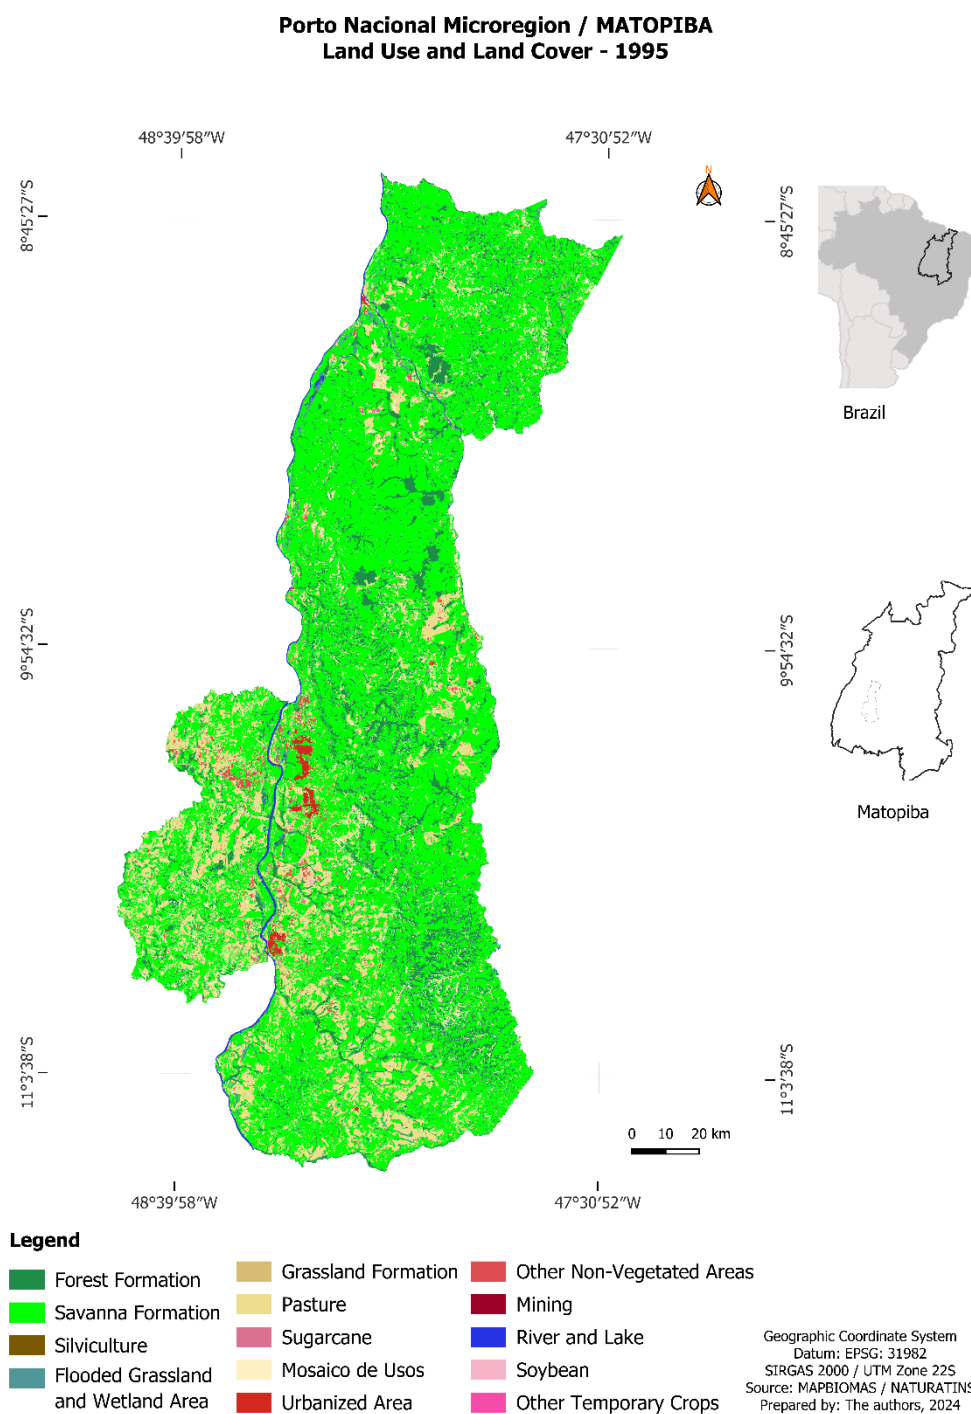 Porto Nacional Microregion / MATOPIBA
Land Use and Land Cover - 1995
48°39′58″W
47°30′52″W
N
8°45′27″S
8°45′27″S
Brazil
9°54′32″S
9°54′32″S
Matopiba
11°3′38″S
11°3′38″S
0 10 20 km
48°39′58″W
47°30′52″W
Legend
Forest Formation
Savanna Formation
Silviculture
Flooded Grassland
and Wetland Area
Grassland Formation
Pasture
Sugarcane
Mosaico de Usos
Urbanized Area
Other Non-Vegetated Areas
Mining
River and Lake
Soybean
Other Temporary Crops
Geographic Coordinate System
Datum: EPSG: 31982
SIRGAS 2000 / UTM Zone 22S
Source: MAPBIOMAS / NATURATINS
Prepared by: The authors, 2024